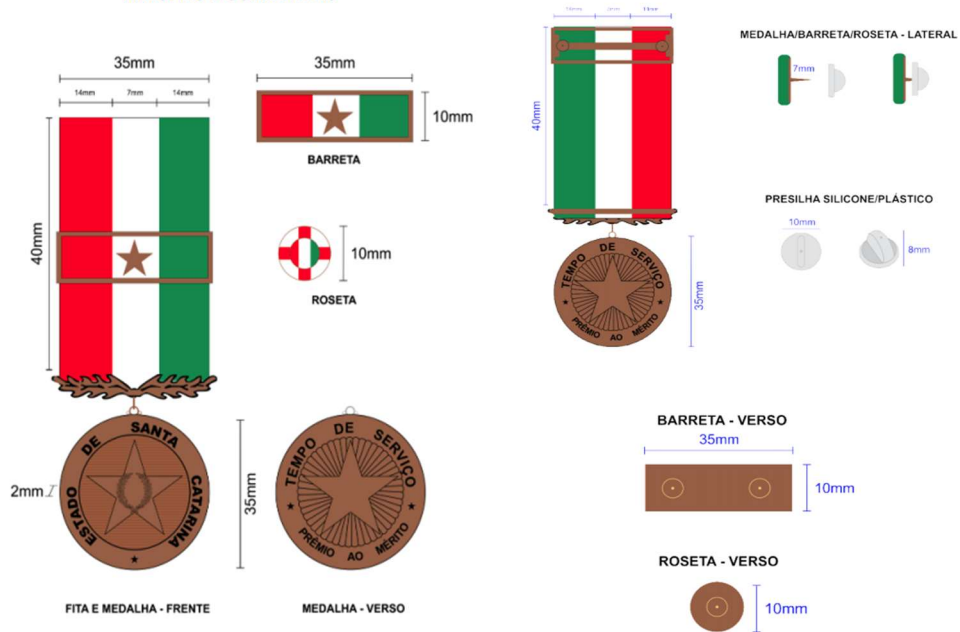 35mm
14mm 7mm 14mm
40mm
35mm
10mm
BARRETA
10mm
ROSETA
DE SANTA
ESTADO
CATARINA
2mm
35mm
TEMPO DE SERVIÇO
PRÊMIO AO MÉRITO
FITA E MEDALHA - FRENTE
MEDALHA - VERSO
40mm
TEMPO DE SERVIÇO
PRÊMIO AO MÉRITO
35mm
MEDALHA/BARRETA/ROSETA - LATERAL
7mm
PRESILHA SILICONE/PLÁSTICO
10mm
8mm
BARRETA - VERSO
35mm
10mm
ROSETA - VERSO
10mm